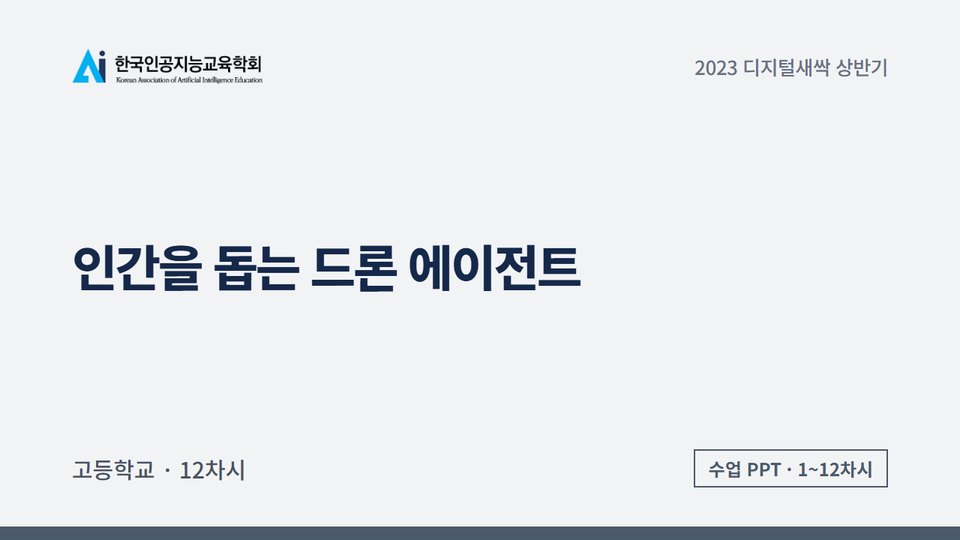 Ai 한국인공지능교육학회
Korean Association of Artificial Intelligence Education
2023 디지털새싹 상반기
인간을 돕는 드론 에이전트
고등학교 · 12차시
수업 PPT · 1~12차시